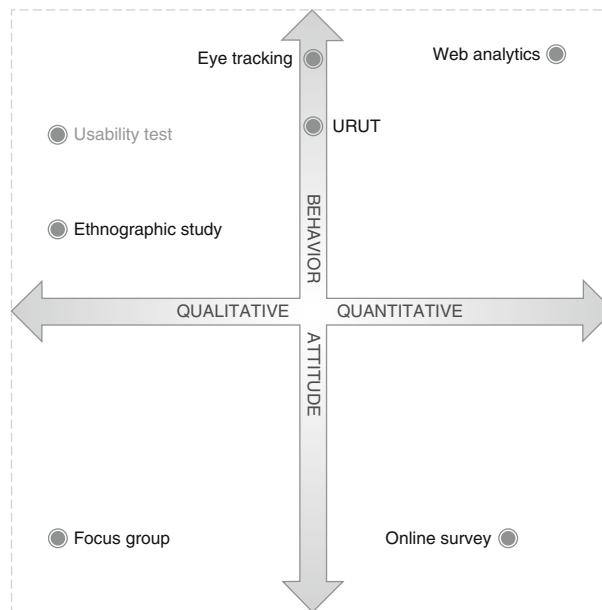 Eye tracking
Web analytics
Usability test
URUT
Ethnographic study
BEHAVIOR
QUALITATIVE
QUANTITATIVE
ATTITUDE
Focus group
Online survey